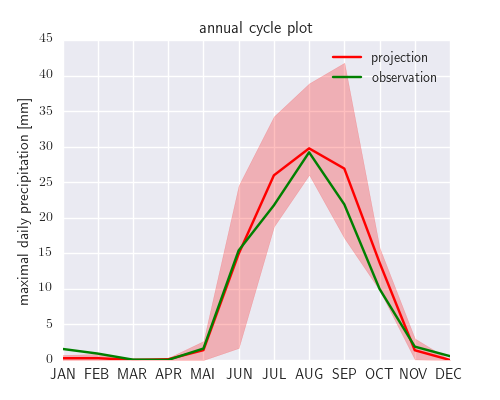 annual cycle plot
projection
observation
maximal daily precipitation [mm]
45
40
35
30
25
20
15
10
5
0
JAN FEB MAR APR MAI JUN JUL AUG SEP OCT NOV DEC